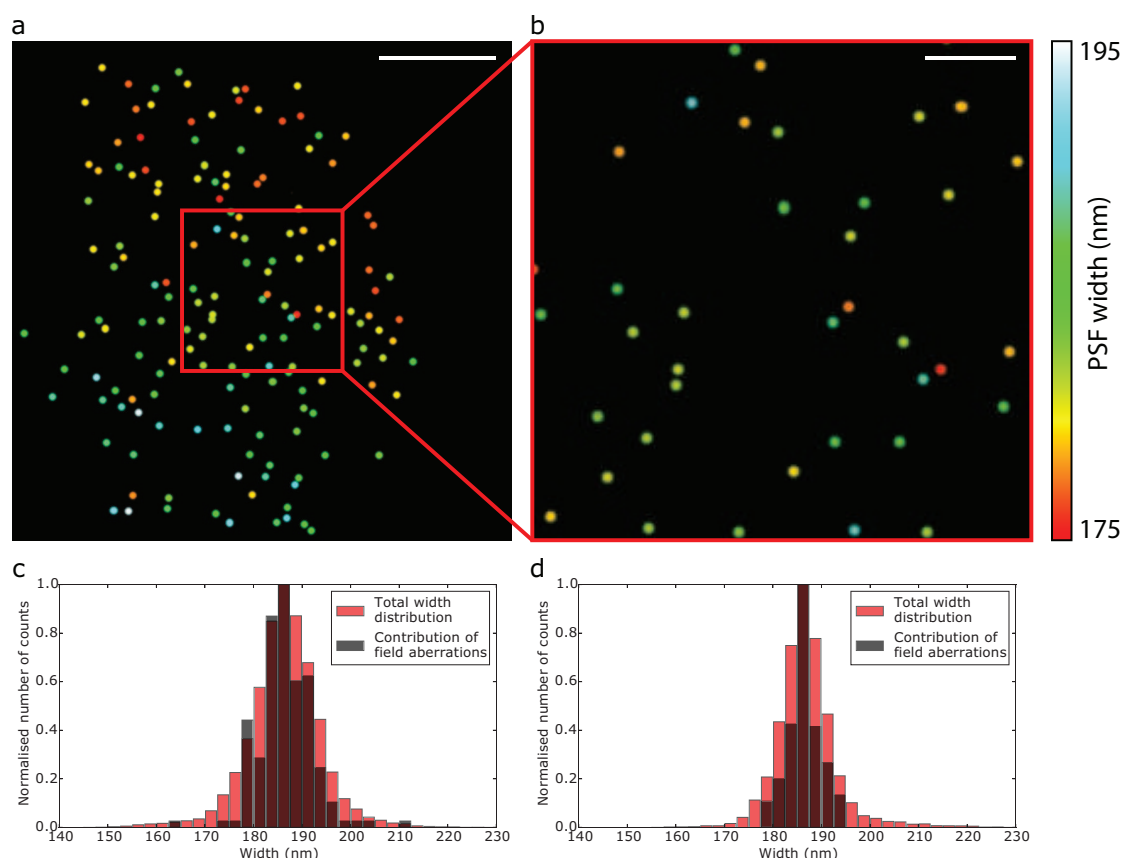 a
b
195
PSF width (nm)
175
c
d
Normalised number of counts
1.0
0.8
0.6
0.4
0.2
0.0
140 150 160 170 180 190 200 210 220 230
Width (nm)
Total width
distribution
Contribution of
field aberrations
Normalised number of counts
1.0
0.8
0.6
0.4
0.2
0.0
140 150 160 170 180 190 200 210 220 230
Width (nm)
Total width
distribution
Contribution of
field aberrations